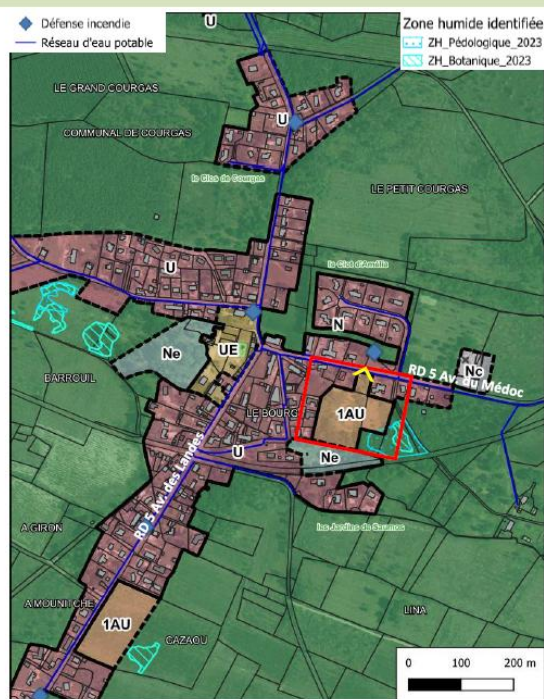 Défense incendie
Réseau d'eau potable
Zone humide identifiée
ZH_Pédologique_2023
ZH_Botanique_2023
U
LE GRAND COURGAS
COMMUNAL DE COURGAS
U
le Clos de Courgas
LE PETIT COURGAS
le Clot d'Amélie
U
N
Ne
UE
Nc
RD 5 Av. du Médoc
BARROUIL
LE BOURG
1AU
U
Ne
RD 5 Av. des Landes
les Jardins de Saumos
A GIRON
A MOUNITCHE
1AU
CAZAOU
LINA
0 100 200 m